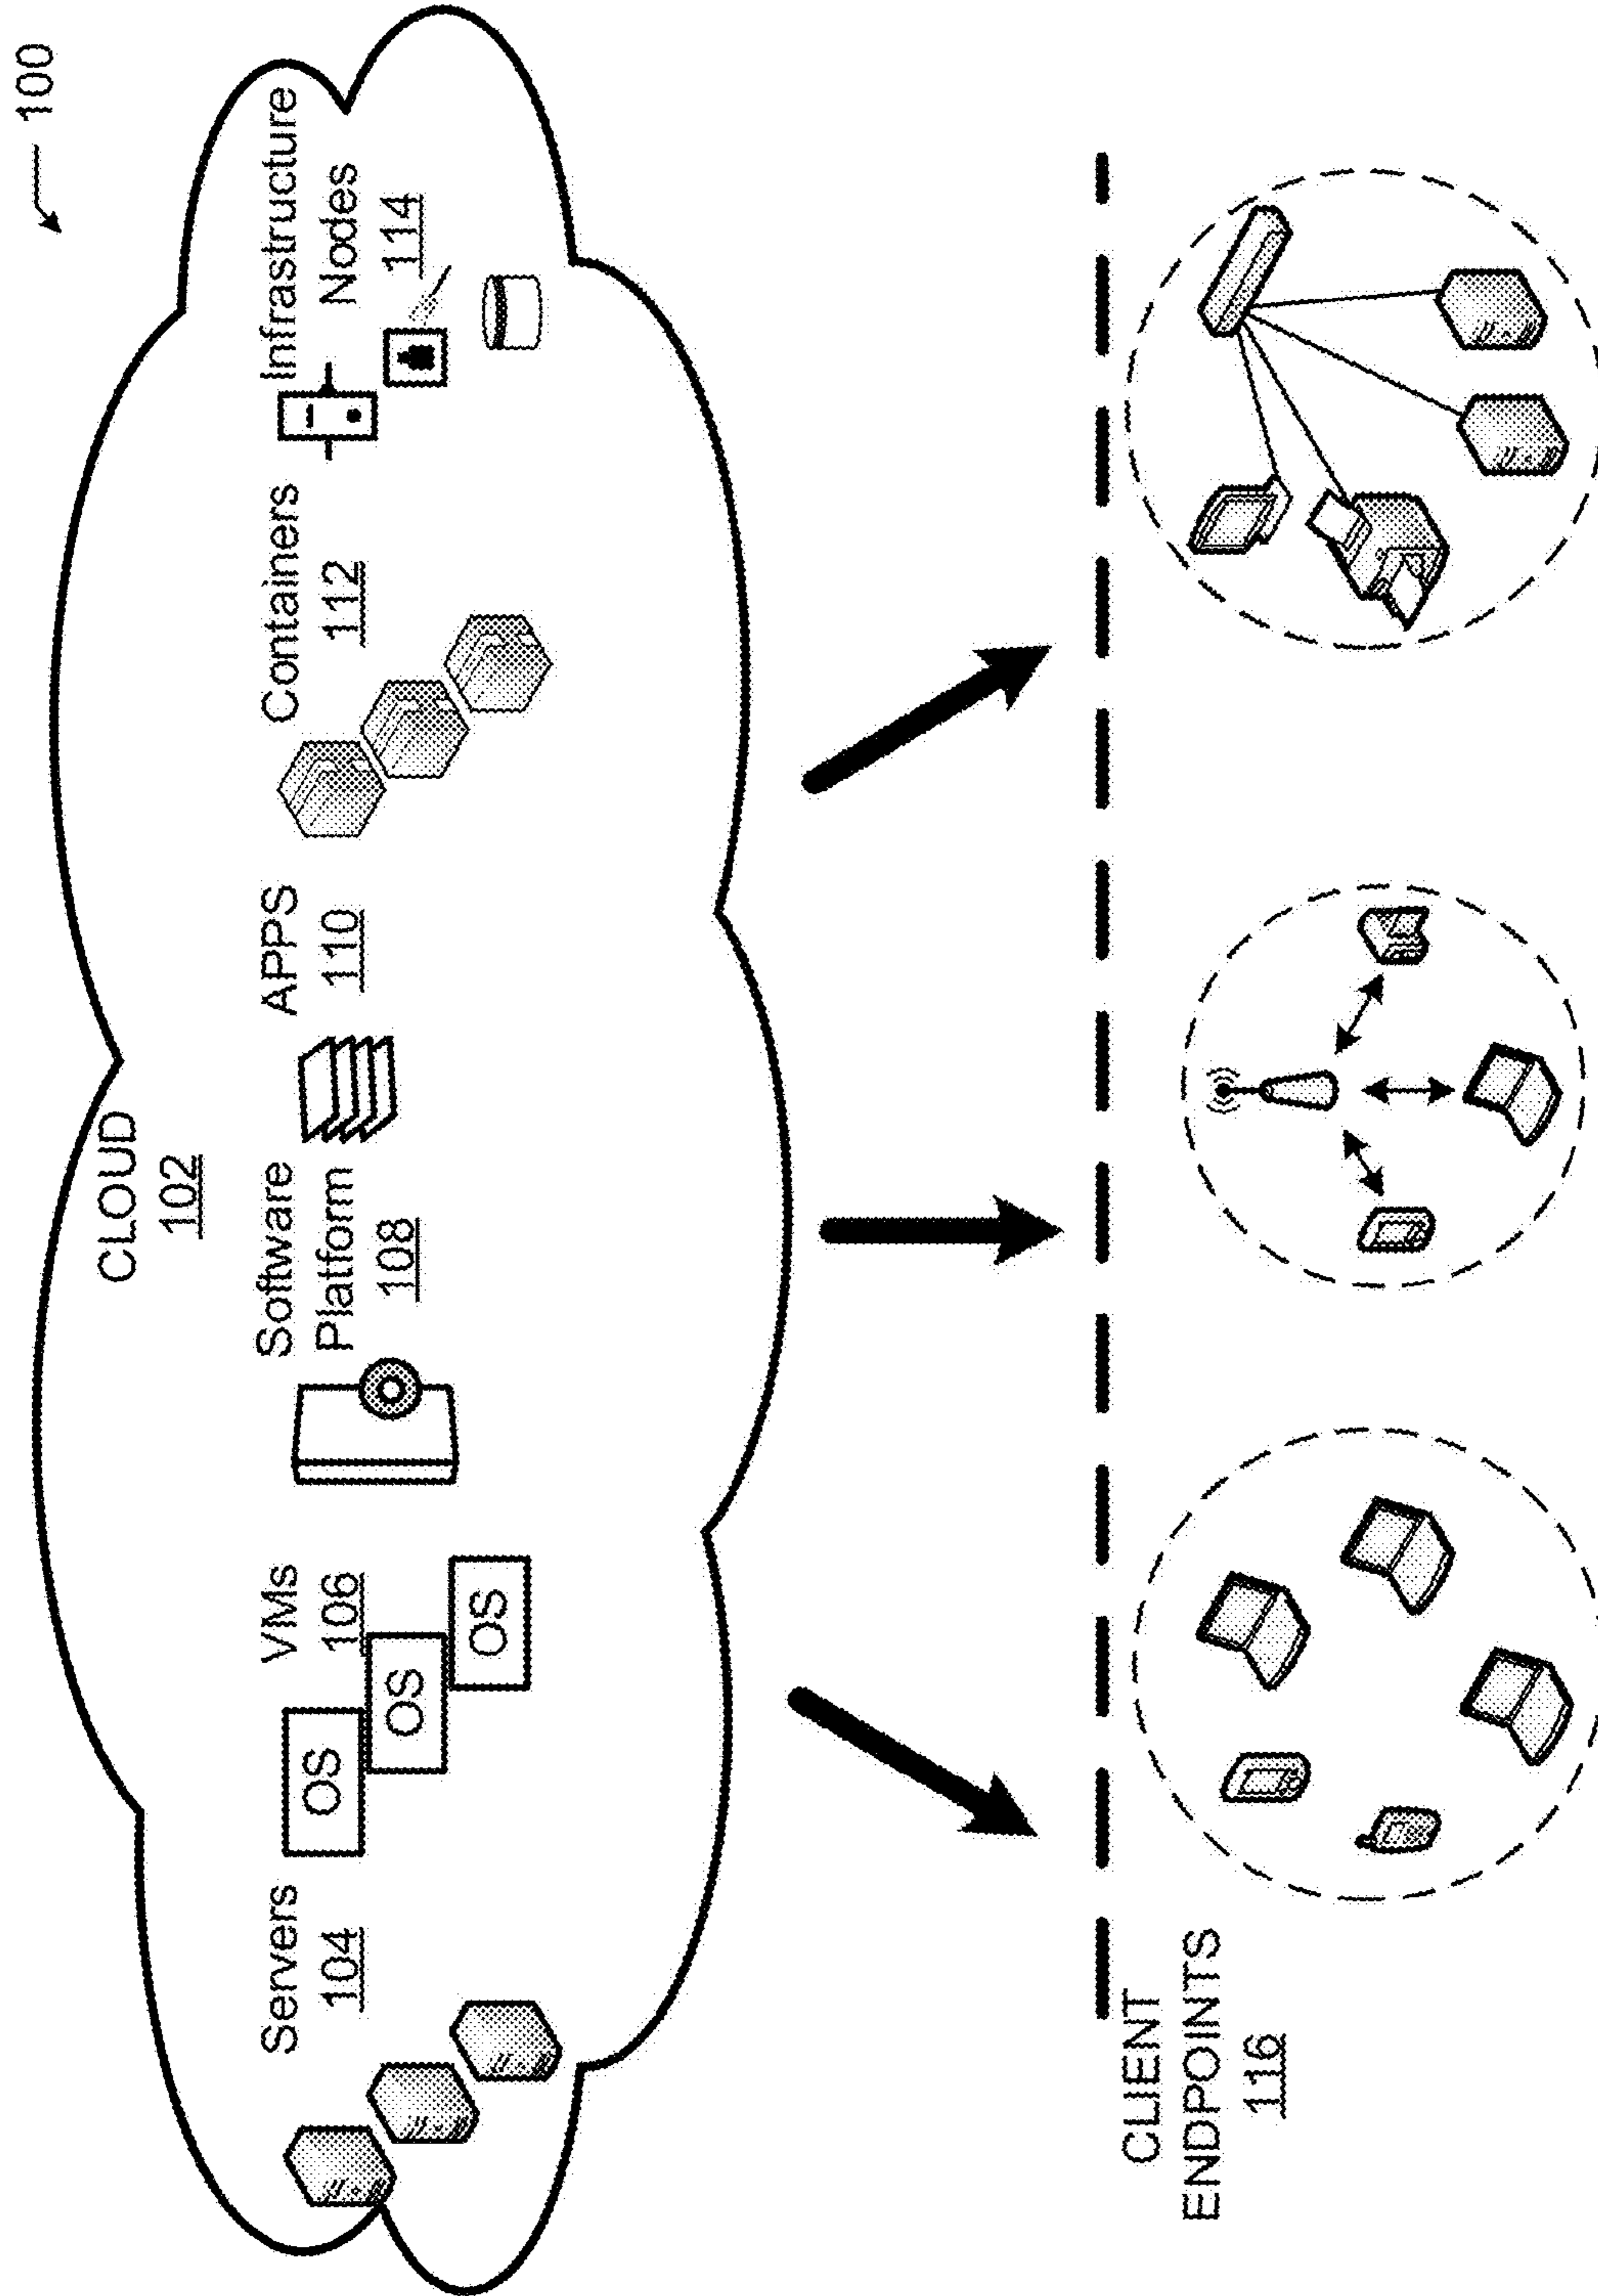 100
CLOUD
102
Servers
104
VMs
106
OS
OS
OS
Software
Platform
108
APPS
110
Containers
112
Infrastructure
Nodes
114
CLIENT
ENDPOINTS
116